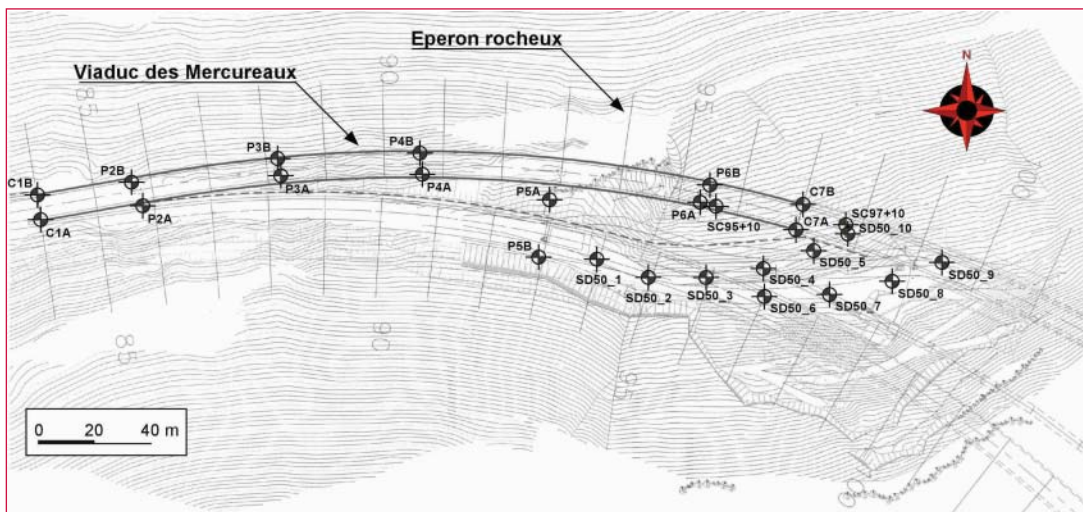 Eperon rocheux
Viaduc des Mercureaux
N
85
90
95
100
P4B
P3B
P2B
C1B
P3A
P4A
P6B
P5A
P2A
C1A
P6A
C7B
SC95+10
C7A
SC97+10
SD50_10
P5B
SD50_5
SD50_9
SD50_1
SD50_4
SD50_2
SD50_3
SD50_8
SD50_6
SD50_7
85
90
95
0 20 40 m